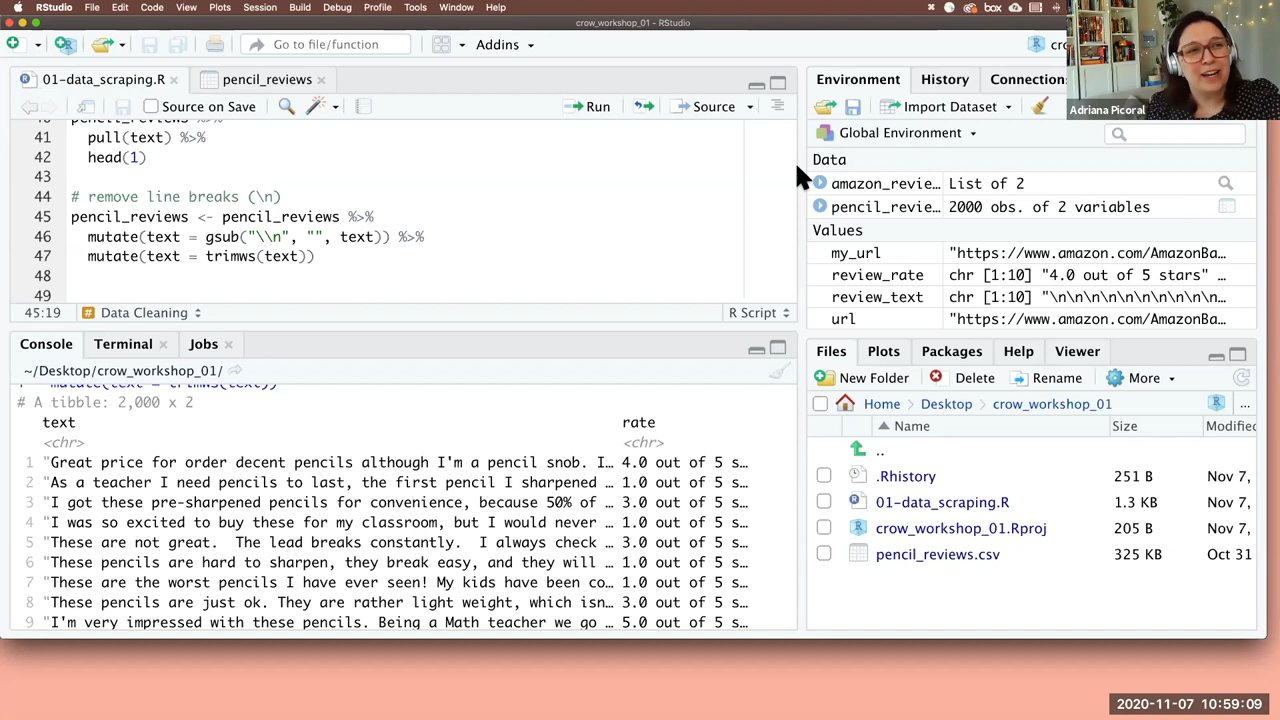 RStudio File Edit Code View Plots Session Build Debug Profile Tools Window Help
box
crow_workshop_01 - RStudio
Go to file/function
Addins
Adriana Picoral
01-data_scraping.R
pencil_reviews
Source on Save
Run
Source
41 pull(text) %>%
42 head(1)
43
44 # remove line breaks (\n)
45 pencil_reviews <- pencil_reviews %>%
46 mutate(text = gsub("\\n", "", text)) %>%
47 mutate(text = trimws(text))
48
49
45:19
Data Cleaning
R Script
Console
Terminal
Jobs
~/Desktop/crow_workshop_01/
mutate(text = trimws(text))
# A tibble: 2,000 x 2
text rate
<chr> <chr>
1 "Great price for order decent pencils although I'm a pencil snob. I… 4.0 out of 5 s…
2 "As a teacher I need pencils to last, the first pencil I sharpened … 1.0 out of 5 s…
3 "I got these pre-sharpened pencils for convenience, because 50% of … 3.0 out of 5 s…
4 "I was so excited to buy these for my classroom, but I would never … 1.0 out of 5 s…
5 "These are not great.  The lead breaks constantly.  I always check … 3.0 out of 5 s…
6 "These pencils are hard to sharpen, they break easy, and they will … 1.0 out of 5 s…
7 "These are the worst pencils I have ever seen! My kids have been co… 1.0 out of 5 s…
8 "These pencils are just ok. They are rather light weight, which isn… 3.0 out of 5 s…
9 "I'm very impressed with these pencils. Being a Math teacher we go … 5.0 out of 5 s…
Environment
History
Connection
Import Dataset
Global Environment
Data
amazon_revie… List of 2
pencil_revie… 2000 obs. of 2 variables
Values
my_url "https://www.amazon.com/AmazonBa…
review_rate chr [1:10] "4.0 out of 5 stars" …
review_text chr [1:10] "\n\n\n\n\n\n\n\n\n\n…
url "https://www.amazon.com/AmazonBa…
Files
Plots
Packages
Help
Viewer
New Folder
Delete
Rename
More
Home
Desktop
crow_workshop_01
...
Name Size Modifie
..
.Rhistory 251 B Nov 7,
01-data_scraping.R 1.3 KB Nov 7,
crow_workshop_01.Rproj 205 B Nov 7,
pencil_reviews.csv 325 KB Oct 31
2020-11-07 10:59:09